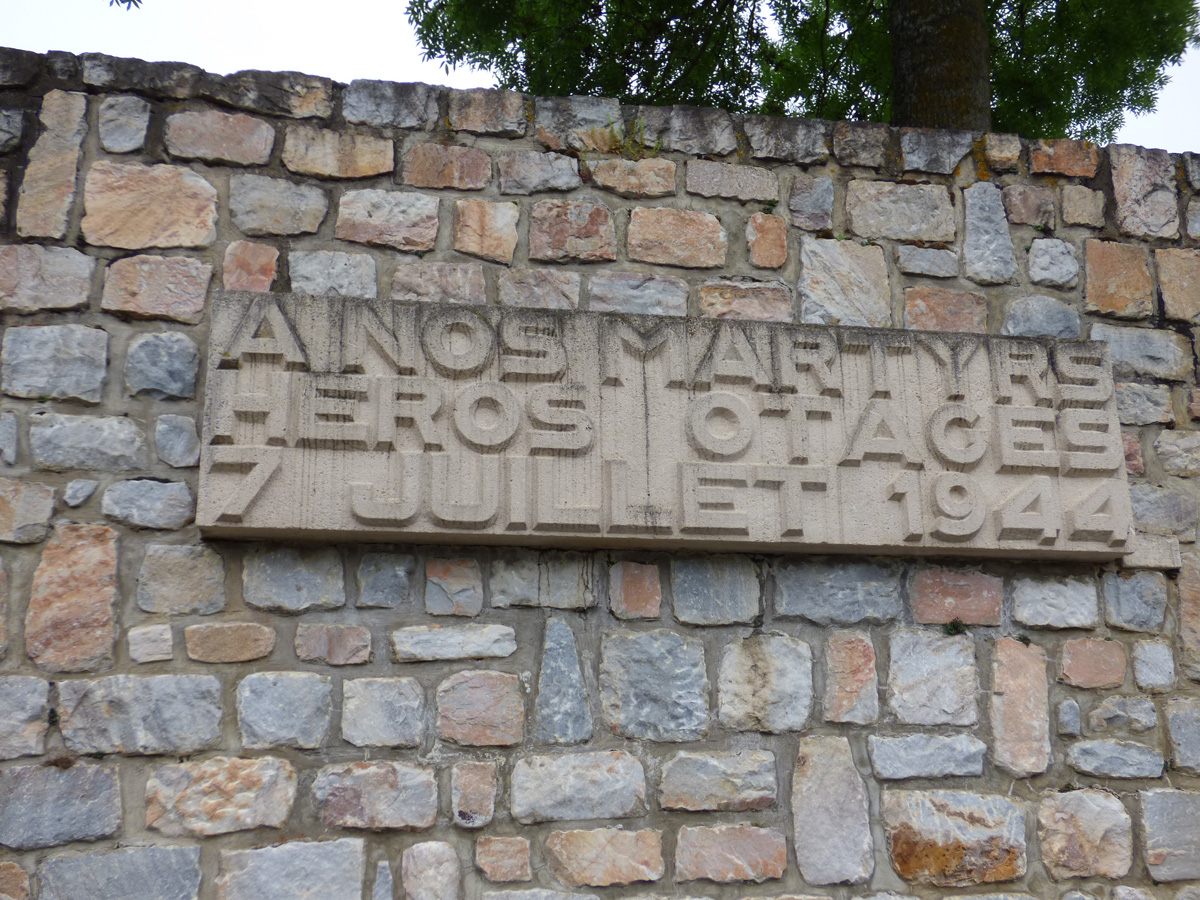 A NOS MARTYRS
HEROS OTAGES
7 JUILLET 1944